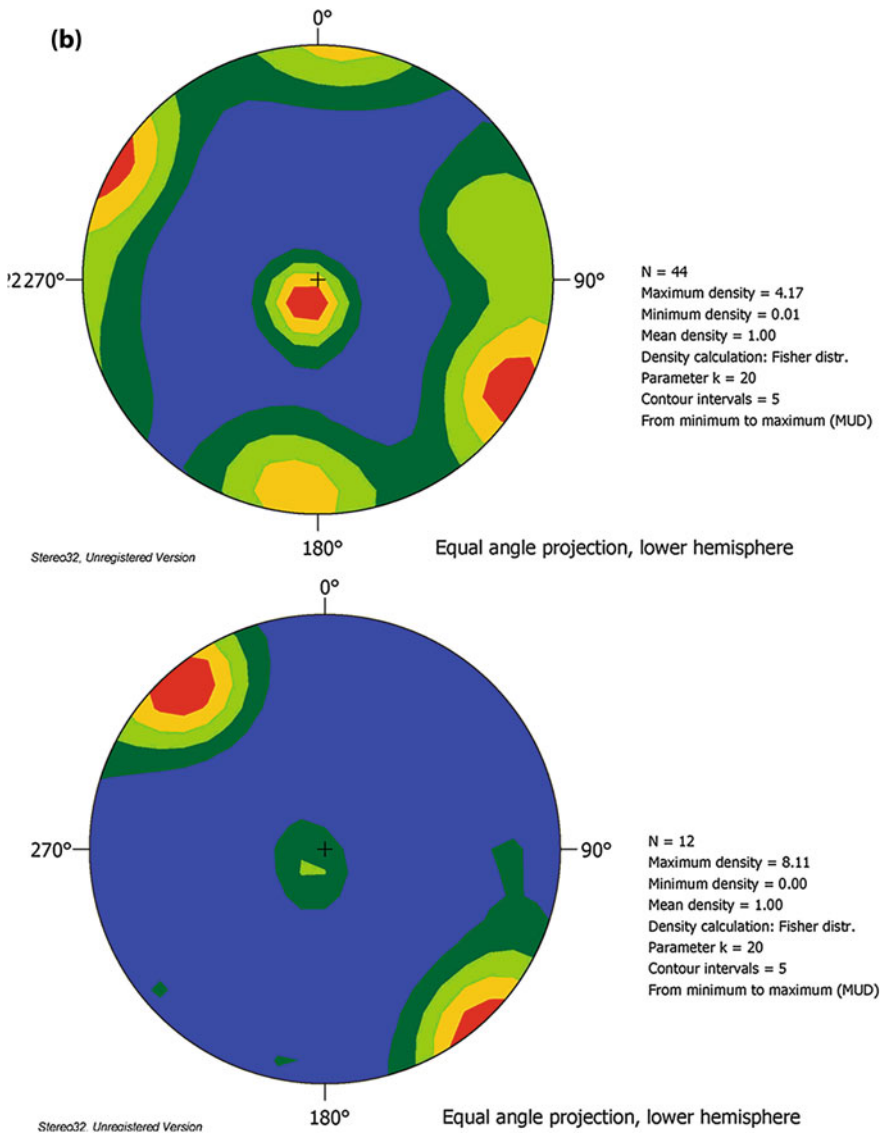 (b)
0°
22 270°
90°
N = 44
Maximum density = 4.17
Minimum density = 0.01
Mean density = 1.00
Density calculation: Fisher distr.
Parameter k = 20
Contour intervals = 5
From minimum to maximum (MUD)
180°
Stereo32, Unregistered Version
Equal angle projection, lower hemisphere
0°
270°
90°
N = 12
Maximum density = 8.11
Minimum density = 0.00
Mean density = 1.00
Density calculation: Fisher distr.
Parameter k = 20
Contour intervals = 5
From minimum to maximum (MUD)
180°
Stereo32, Unregistered Version
Equal angle projection, lower hemisphere